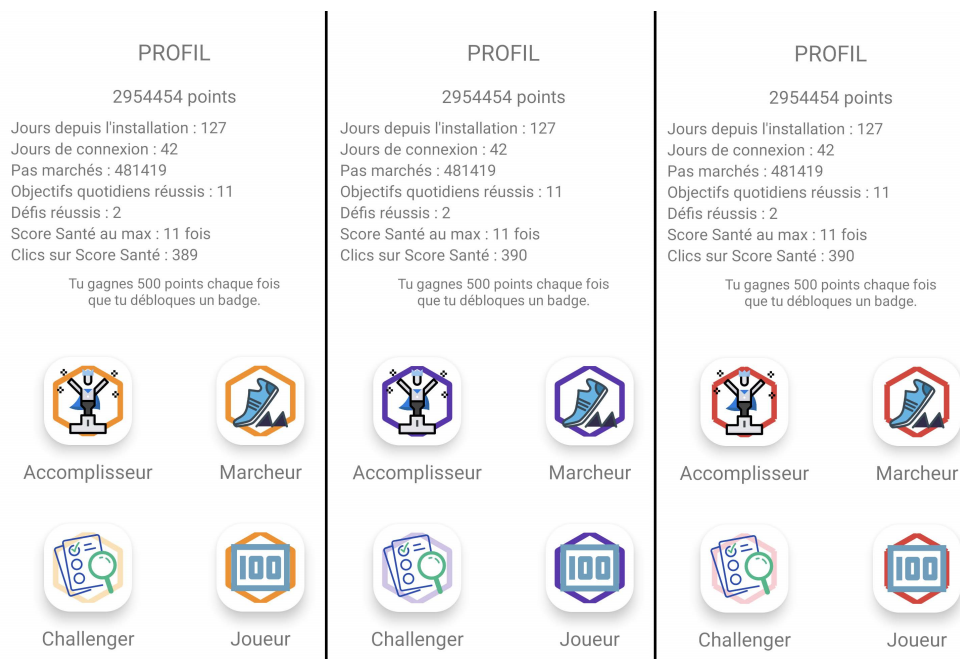 PROFIL
2954454 points
Jours depuis l'installation : 127
Jours de connexion : 42
Pas marchés : 481419
Objectifs quotidiens réussis : 11
Défis réussis : 2
Score Santé au max : 11 fois
Clics sur Score Santé : 389
Tu gagnes 500 points chaque fois
que tu débloques un badge.
Accomplisseur
Marcheur
Challenger
100
Joueur
PROFIL
2954454 points
Jours depuis l'installation : 127
Jours de connexion : 42
Pas marchés : 481419
Objectifs quotidiens réussis : 11
Défis réussis : 2
Score Santé au max : 11 fois
Clics sur Score Santé : 390
Tu gagnes 500 points chaque fois
que tu débloques un badge.
Accomplisseur
Marcheur
Challenger
100
Joueur
PROFIL
2954454 points
Jours depuis l'installation : 127
Jours de connexion : 42
Pas marchés : 481419
Objectifs quotidiens réussis : 11
Défis réussis : 2
Score Santé au max : 11 fois
Clics sur Score Santé : 390
Tu gagnes 500 points chaque fois
que tu débloques un badge.
Accomplisseur
Marcheur
Challenger
100
Joueur